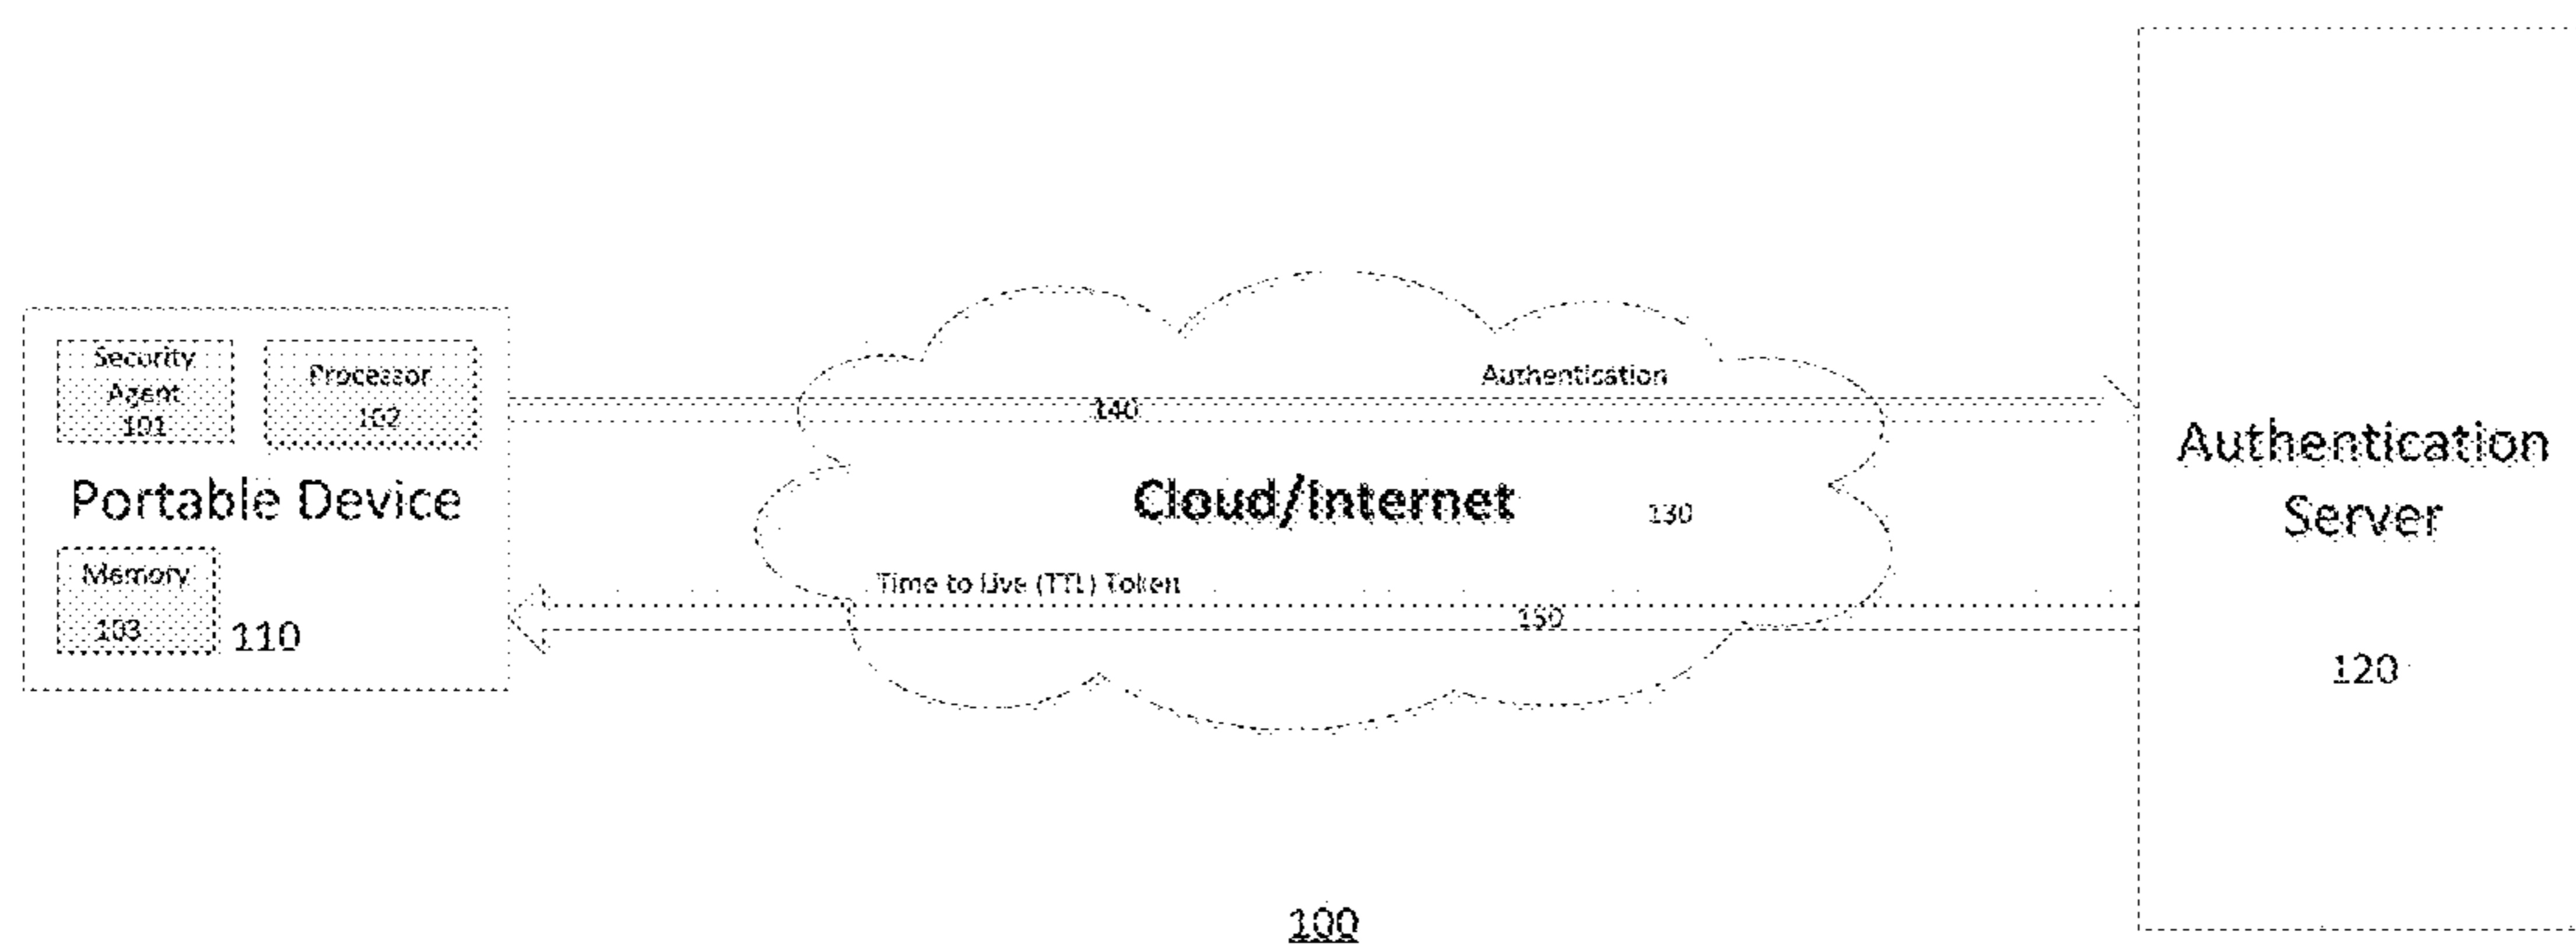 Security
Agent
101
Processor
102
Portable Device
Memory
103
110
Authentication
140
Cloud/Internet
130
Time to Live (TTL) Token
150
Authentication
Server
120
100